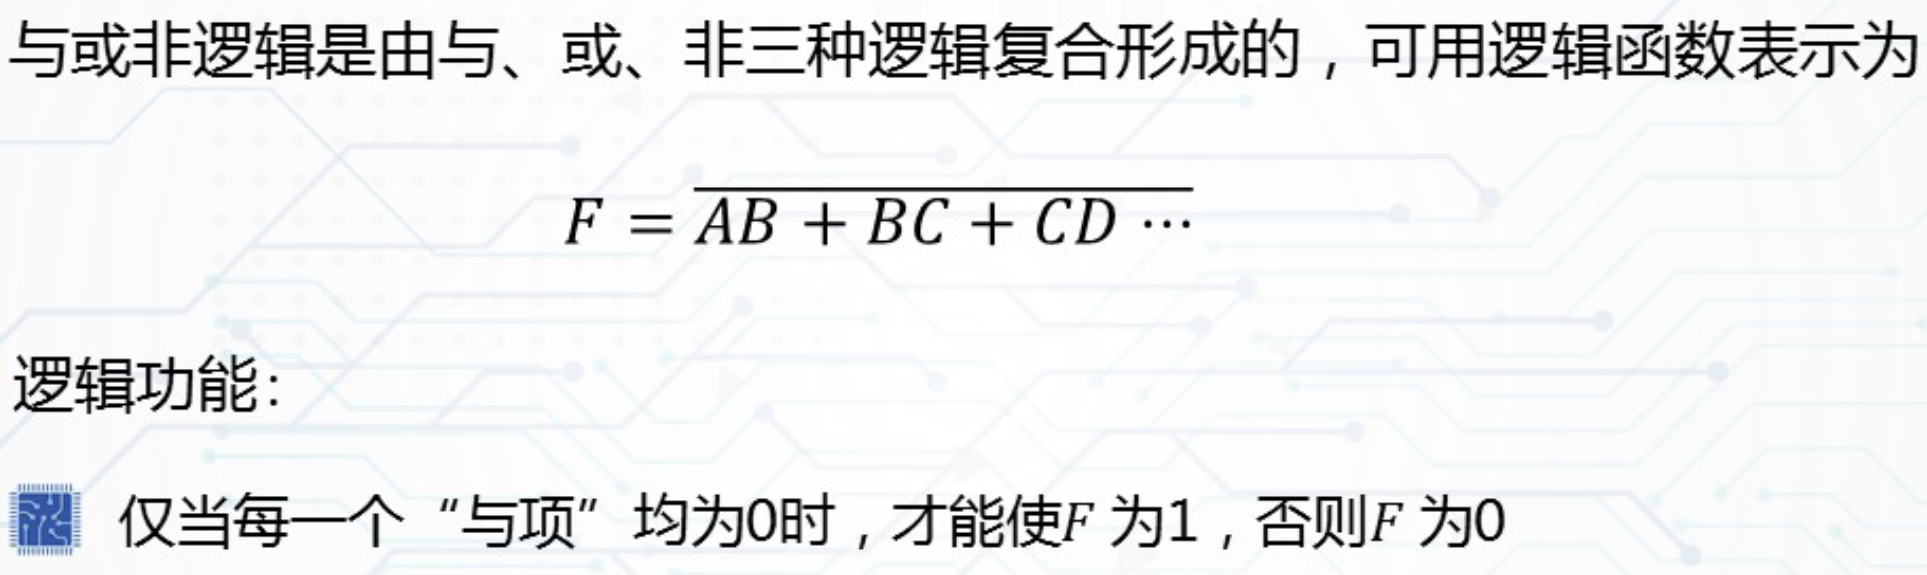 与或非逻辑是由与、或、非三种逻辑复合形成的，可用逻辑函数表示为
$F = \overline{AB + BC + CD \cdots}$
逻辑功能：
仅当每一个“与项”均为0时，才能使F 为1，否则F 为0